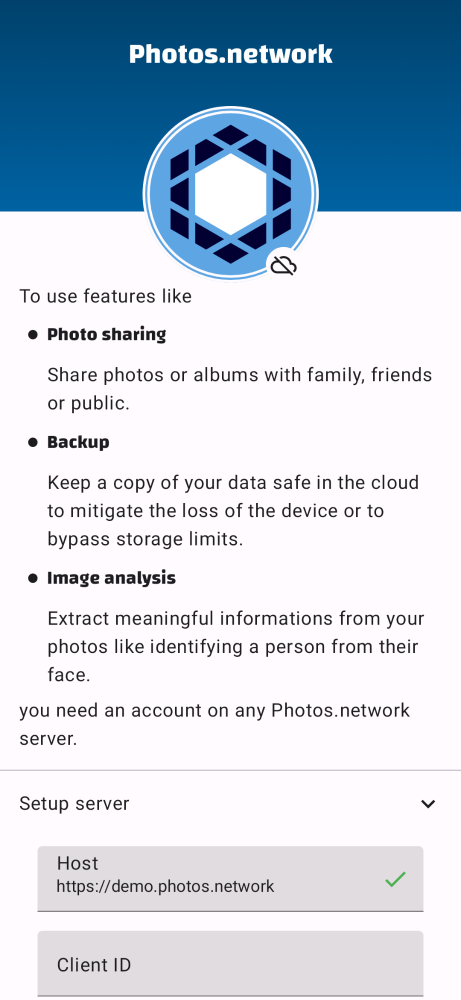 Photos.network
To use features like
Photo sharing
Share photos or albums with family, friends
or public.
Backup
Keep a copy of your data safe in the cloud
to mitigate the loss of the device or to
bypass storage limits.
Image analysis
Extract meaningful informations from your
photos like identifying a person from their
face.
you need an account on any Photos.network
server.
Setup server
Host
https://demo.photos.network
Client ID